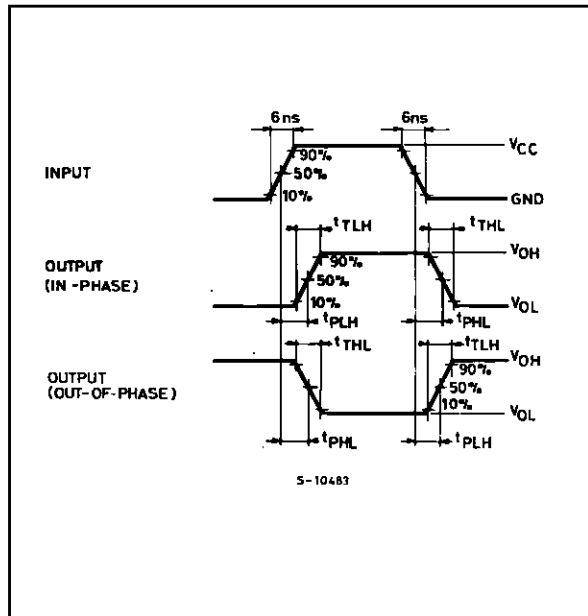 6ns 6ns
90% VCC
INPUT 50%
10% GND
tTLH tTHL
90% VOH
OUTPUT 50%
(IN-PHASE) 10% VOL
tPLH tPHL
tTHL tTLH VOH
OUTPUT 90%
(OUT-OF-PHASE) 50%
10% VOL
tPHL tPLH
S-10483